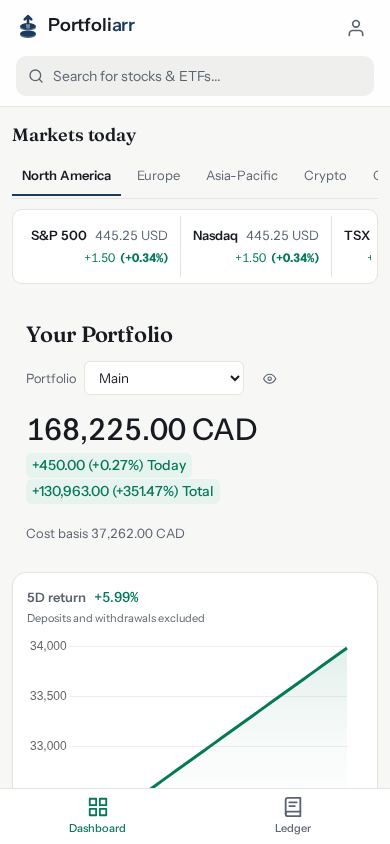 Portfoliarr
Search for stocks & ETFs...
Markets today
North America Europe Asia-Pacific Crypto
S&P 500 445.25 USD Nasdaq 445.25 USD TSX
+1.50 (+0.34%) +1.50 (+0.34%)
Your Portfolio
Portfolio Main
168,225.00 CAD
+450.00 (+0.27%) Today
+130,963.00 (+351.47%) Total
Cost basis 37,262.00 CAD
5D return +5.99%
Deposits and withdrawals excluded
34,000
33,500
33,000
Dashboard Ledger